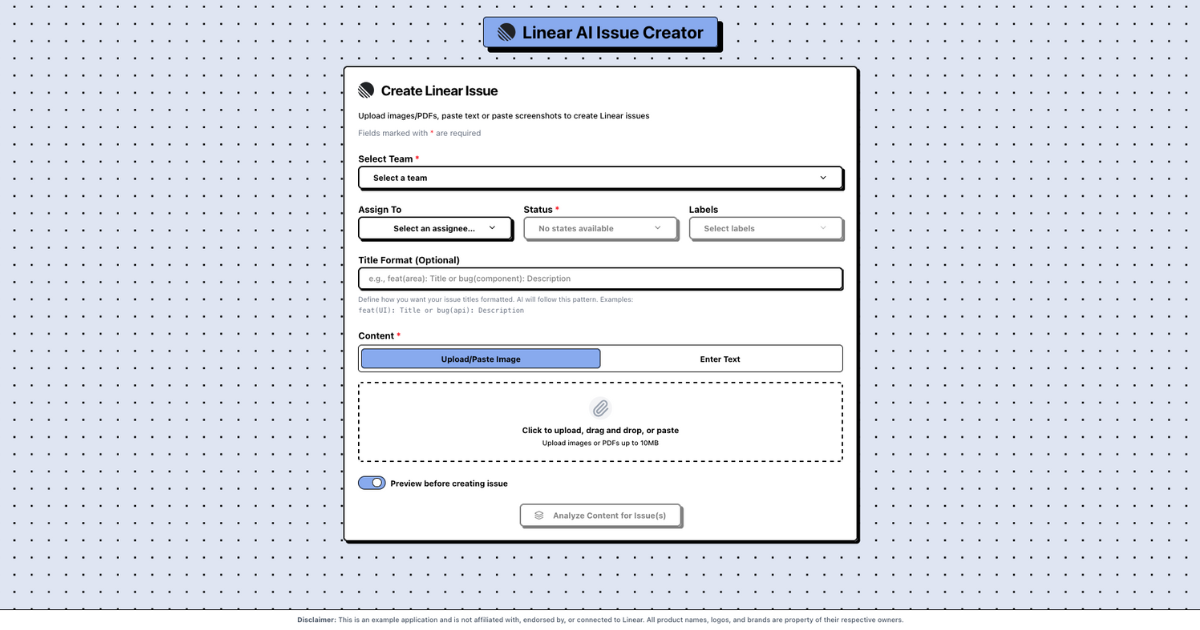 Linear AI Issue Creator
Create Linear Issue
Upload images/PDFs, paste text or paste screenshots to create Linear issues
Fields marked with * are required
Select Team *
Select a team
Assign To
Status *
Labels
Select an assignee...
No states available
Select labels
Title Format (Optional)
e.g., feat(area): Title or bug(component): Description
Define how you want your issue titles formatted. AI will follow this pattern. Examples:
feat(UI): Title or bug(api): Description
Content *
Upload/Paste Image
Enter Text
Click to upload, drag and drop, or paste
Upload images or PDFs up to 10MB
Preview before creating issue
Analyze Content for Issue(s)
Disclaimer: This is an example application and is not affiliated with, endorsed by, or connected to Linear. All product names, logos, and brands are property of their respective owners.